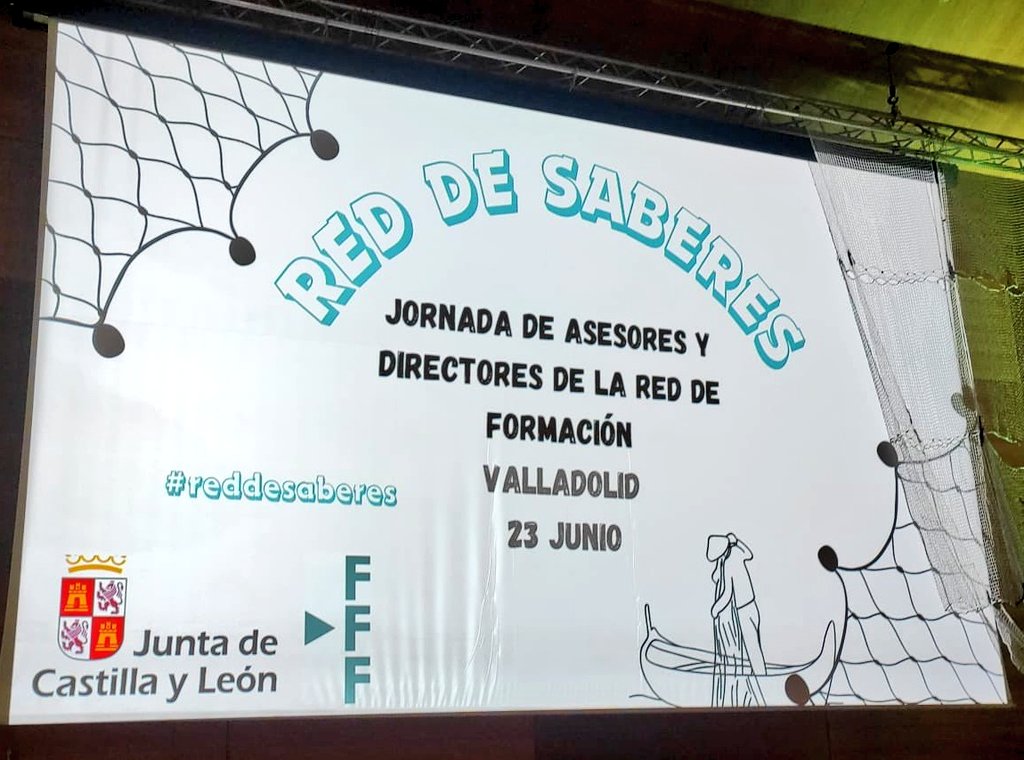 RED DE SABERES
JORNADA DE ASESORES Y
DIRECTORES DE LA RED DE
FORMACIÓN
VALLADOLID
23 JUNIO
#reddesaberes
Junta de
Castilla y León
F
F
F